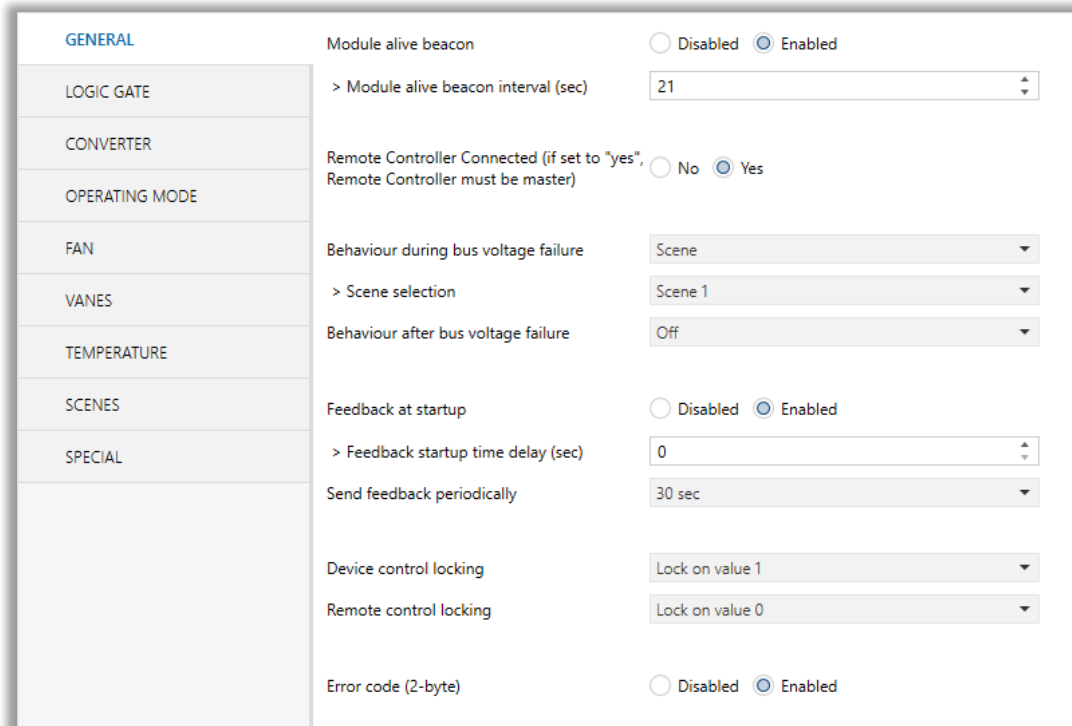 GENERAL
LOGIC GATE
CONVERTER
OPERATING MODE
FAN
VANES
TEMPERATURE
SCENES
SPECIAL
Module alive beacon Disabled Enabled
> Module alive beacon interval (sec) 21
Remote Controller Connected (if set to "yes",
Remote Controller must be master) No Yes
Behaviour during bus voltage failure Scene
> Scene selection Scene 1
Behaviour after bus voltage failure Off
Feedback at startup Disabled Enabled
> Feedback startup time delay (sec) 0
Send feedback periodically 30 sec
Device control locking Lock on value 1
Remote control locking Lock on value 0
Error code (2-byte) Disabled Enabled